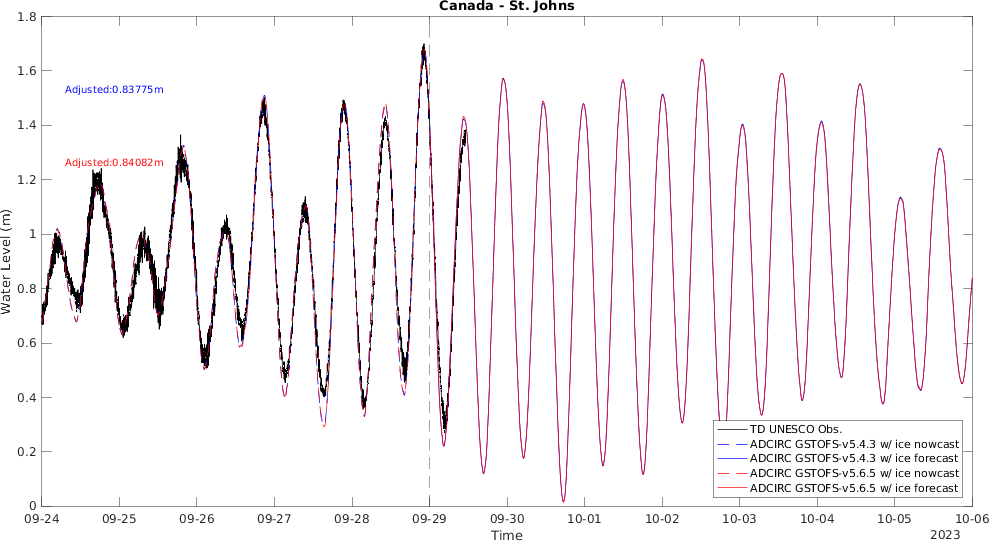 Canada - St. Johns
1.8
1.6
1.4
1.2
1
0.8
0.6
0.4
0.2
0
Water Level (m)
Adjusted:0.83775m
Adjusted:0.84082m
TD UNESCO Obs.
ADCIRC GSTOFS-v5.4.3 w/ ice nowcast
ADCIRC GSTOFS-v5.4.3 w/ ice forecast
ADCIRC GSTOFS-v5.6.5 w/ ice nowcast
ADCIRC GSTOFS-v5.6.5 w/ ice forecast
09-24 09-25 09-26 09-27 09-28 09-29 09-30 10-01 10-02 10-03 10-04 10-05 10-06
Time
2023